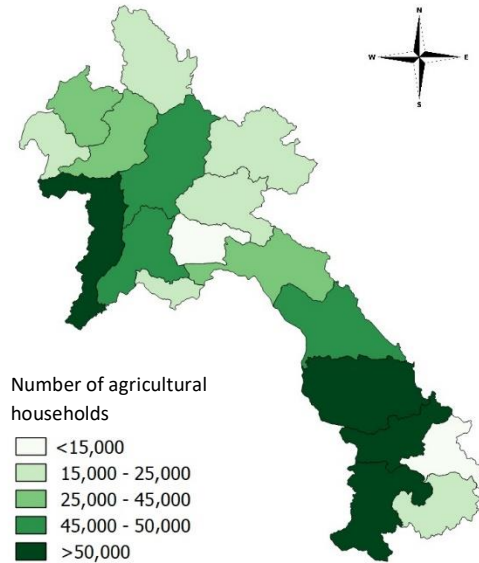 N
W E
S
Number of agricultural
households
<15,000
15,000 - 25,000
25,000 - 45,000
45,000 - 50,000
>50,000